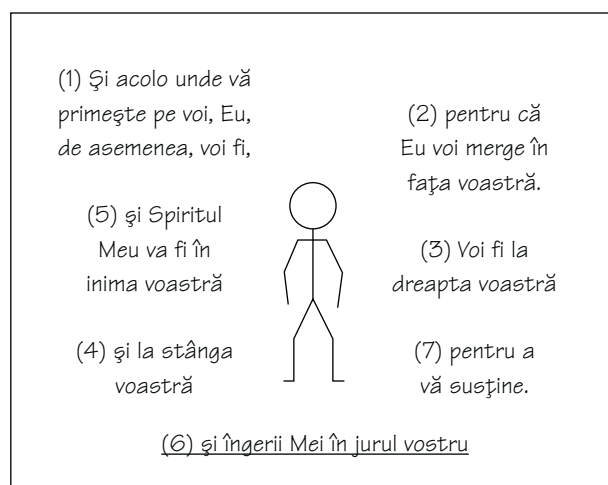 (1) Şi acolo unde vă
primeşte pe voi, Eu,
de asemenea, voi fi,
(2) pentru că
Eu voi merge în
faţa voastră.
(3) Voi fi la
dreapta voastră
(4) şi la stânga
voastră
(5) şi Spiritul
Meu va fi în
inima voastră
(6) şi îngerii Mei în jurul vostru
(7) pentru a
vă susţine.